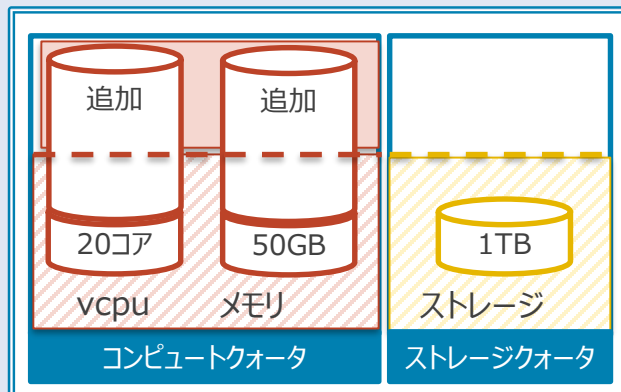 追加
追加
20コア
50GB
1TB
vcpu
メモリ
ストレージ
コンピュートクォータ
ストレージクォータ